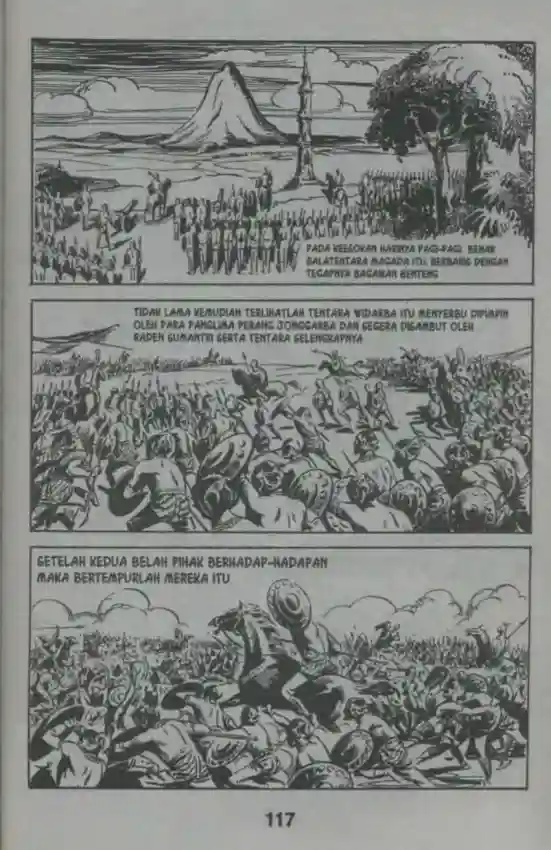 PADA KEESOKAN HARINYA PAGI-PAGI BENAR
BALATENTARA MAGADA ITU, BERBARIS DENGAN
TEGAPNYA BAGAIKAN BENTENG
TIDAK LAMA KEMUDIAN TERLIHATLAH TENTARA WIDARBA ITU MENYERBU DIPIMPIN
OLEH PARA PANGLIMA PERANG JONGGARBA DAN SEGERA DISAMBUT OLEH
RADEN SUMANTRI SERTA TENTARA SELENGKAPNYA
SETELAH KEDUA BELAH PIHAK BERHADAP-HADAPAN
MAKA BERTEMPURLAH MEREKA ITU
117